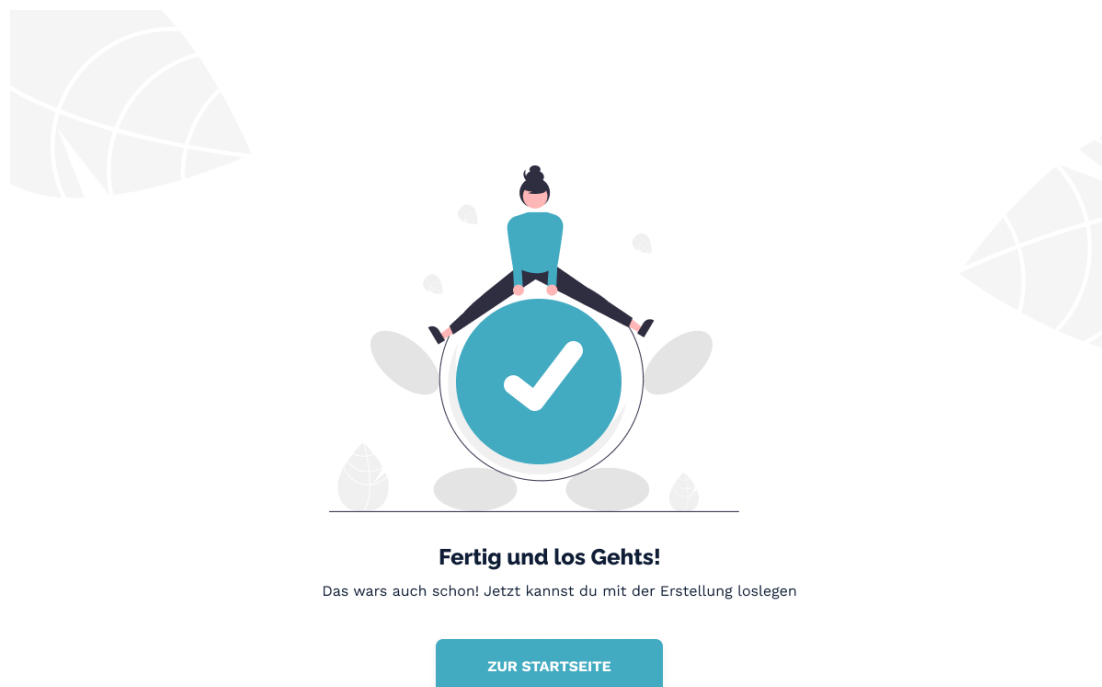 Fertig und los Gehts!
Das wars auch schon! Jetzt kannst du mit der Erstellung loslegen
ZUR STARTSEITE